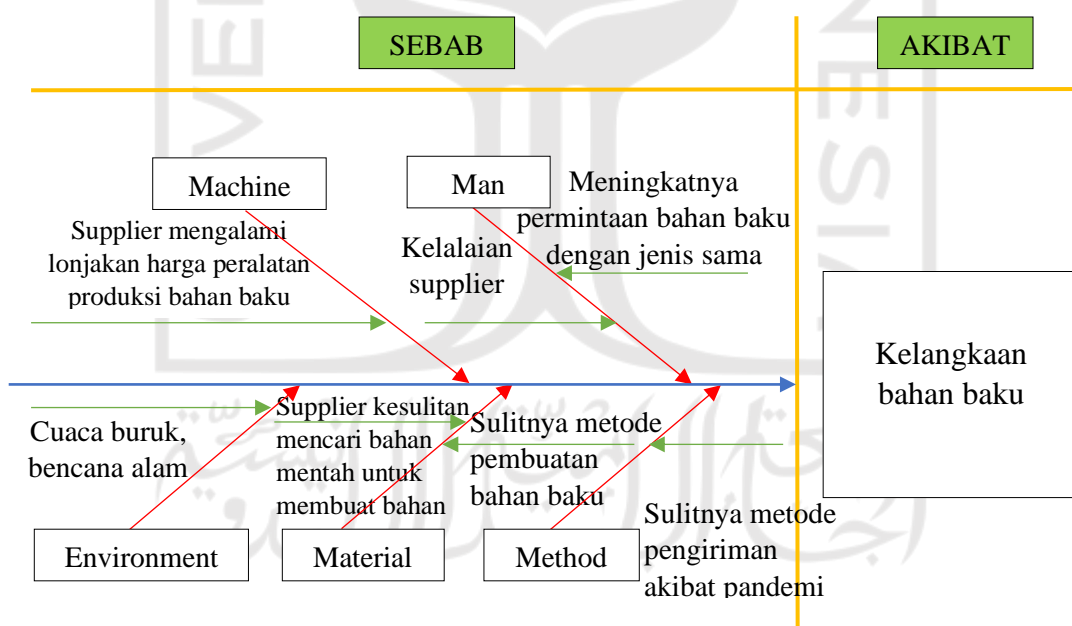 SEBAB
AKIBAT
Machine
Supplier mengalami
lonjakan harga peralatan
produksi bahan baku
Man
Kelalaian
supplier
Meningkatnya
permintaan bahan baku
dengan jenis sama
Kelangkaan
bahan baku
Cuaca buruk,
bencana alam
Supplier kesulitan
mencari bahan
mentah untuk
membuat bahan
Sulitnya metode
pembuatan
bahan baku
Sulitnya metode
pengiriman
akibat pandemi
Environment
Material
Method